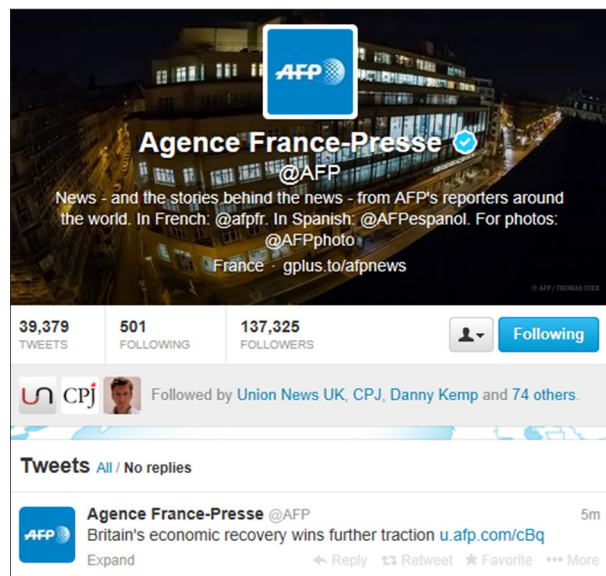 AFP
Agence France-Presse
@AFP
News - and the stories behind the news - from AFP's reporters around
the world. In French: @afpfr. In Spanish: @AFPespanol. For photos:
@AFPphoto
France · gplus.to/afpnews
© AFP / THOMAS COEX
39,379
TWEETS
501
FOLLOWING
137,325
FOLLOWERS
Following
un CPJ Followed by Union News UK, CPJ, Danny Kemp and 74 others.
Tweets All / No replies
AFP
Agence France-Presse @AFP 5m
Britain's economic recovery wins further traction u.afp.com/cBq
Expand Reply Retweet Favorite More